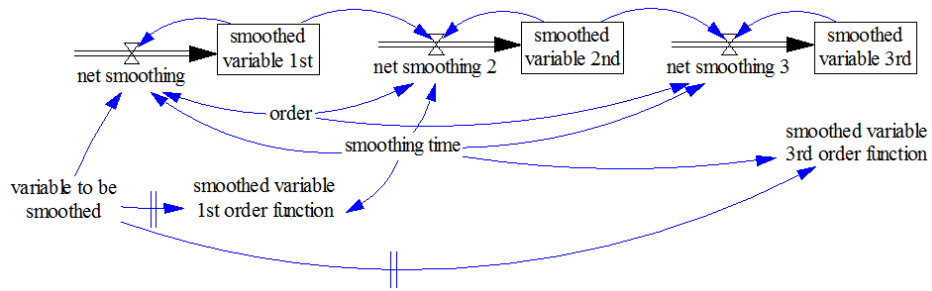 smoothed
variable 1st
smoothed
variable 2nd
smoothed
variable 3rd
net smoothing
net smoothing 2
net smoothing 3
order
smoothing time
smoothed variable
3rd order function
variable to be
smoothed
smoothed variable
1st order function